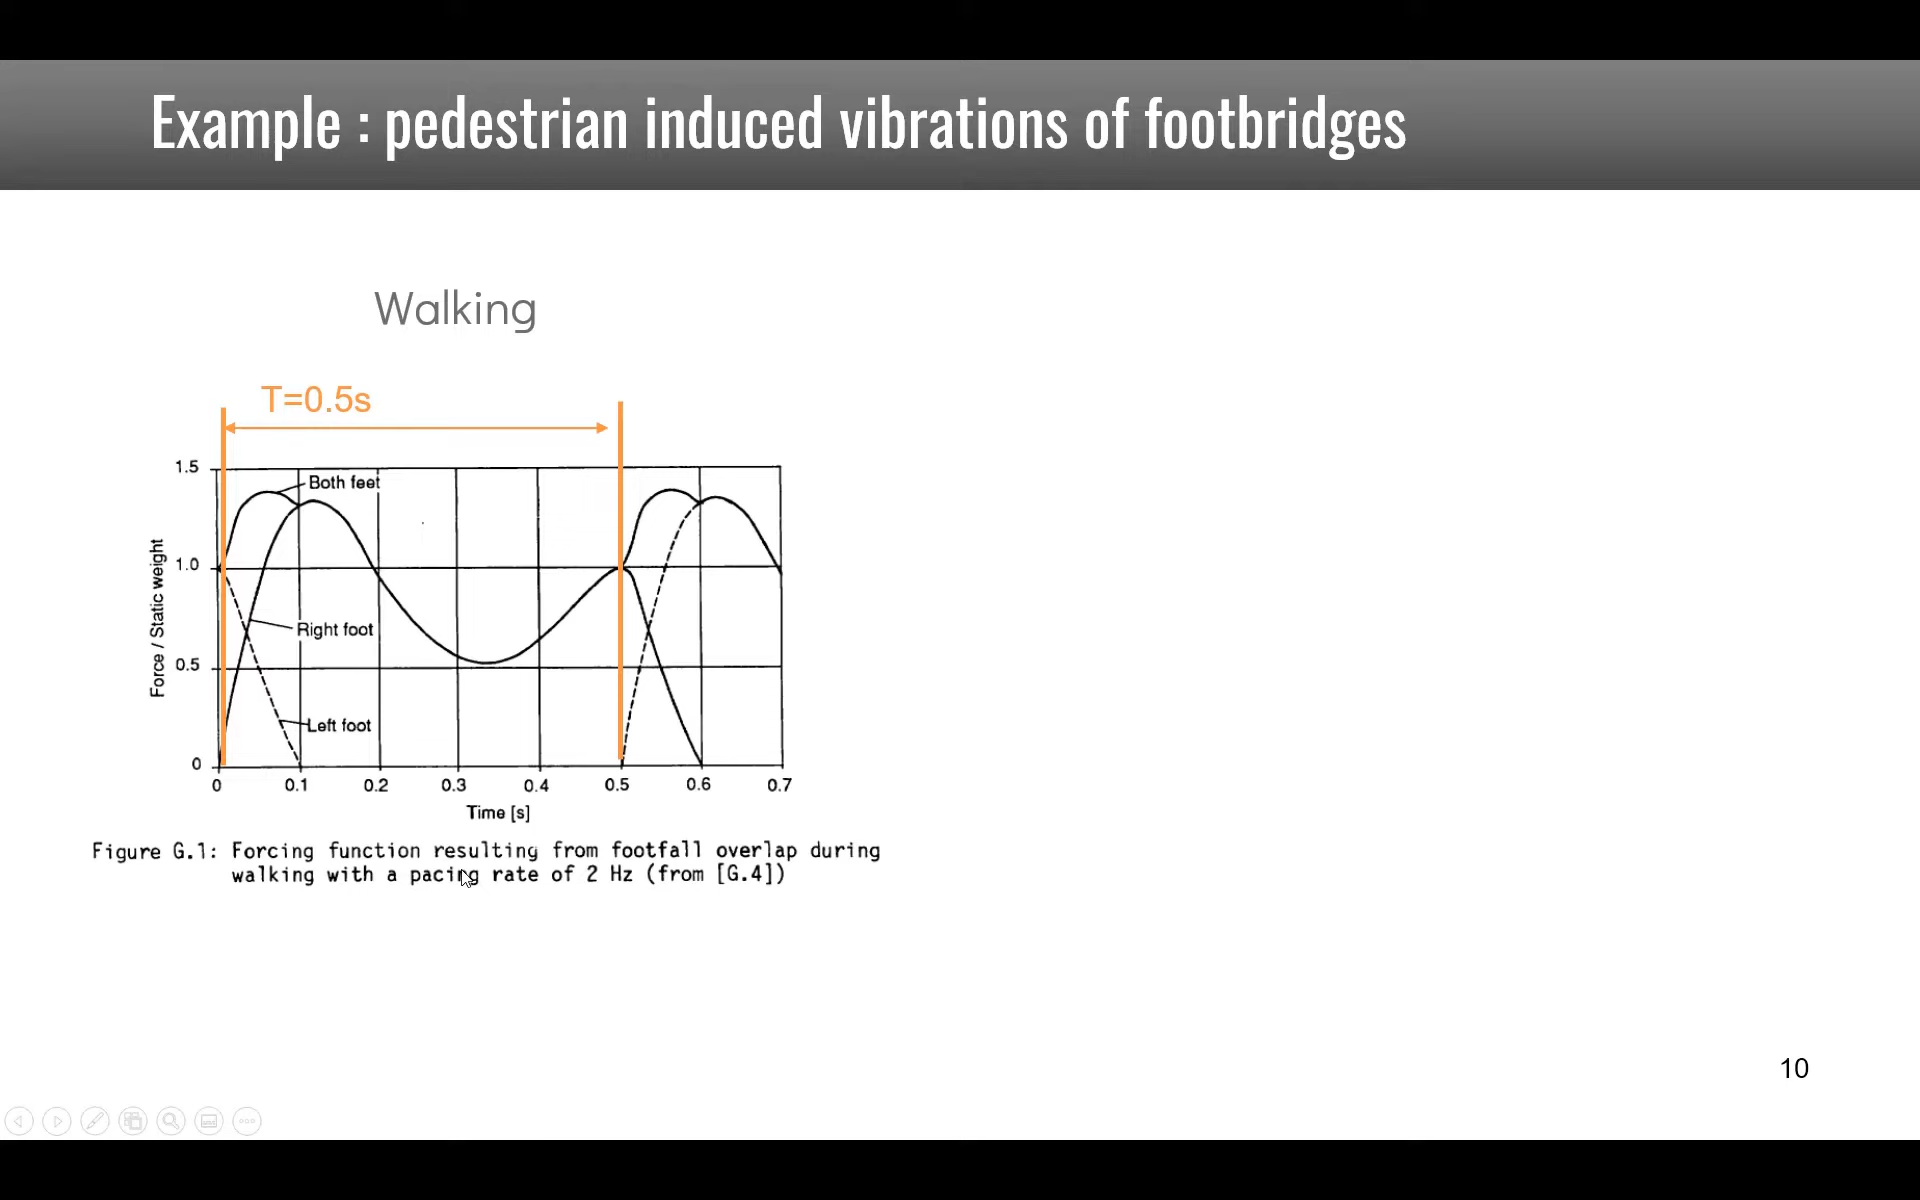 Example : pedestrian induced vibrations of footbridges
Walking
T=0.5s
1.5
Both feet
1.0
Force / Static weight
Right foot
0.5
Left foot
0
0 0.1 0.2 0.3 0.4 0.5 0.6 0.7
Time [s]
Figure G.1: Forcing function resulting from footfall overlap during
walking with a pacing rate of 2 Hz (from [G.4])
10